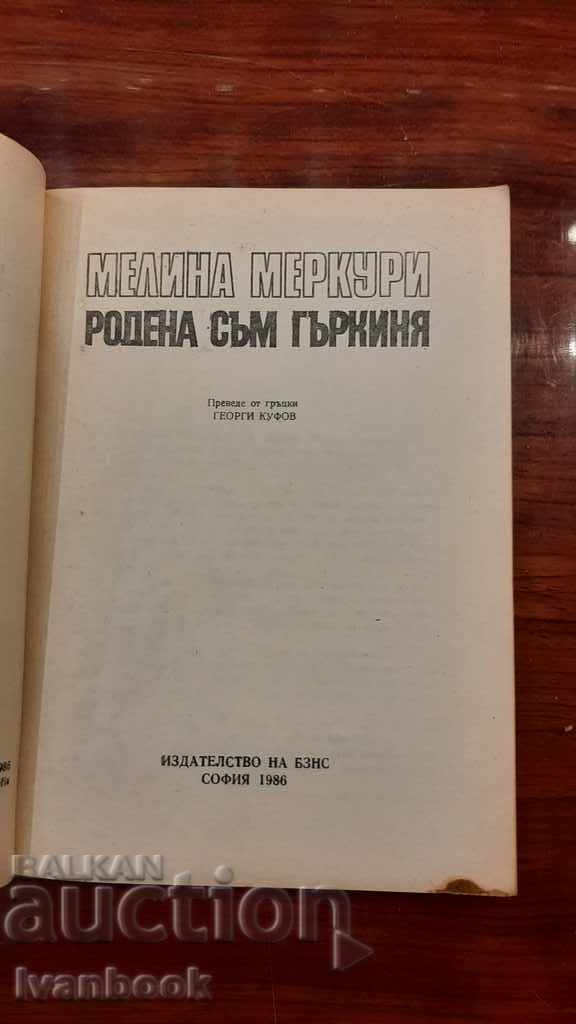 МЕЛИНА МЕРКУРИ
РОДЕНА СЪМ ГЪРКИНЯ
Преведе от гръцки
ГЕОРГИ КУФОВ
ИЗДАТЕЛСТВО НА БЗНС
СОФИЯ 1986
BALKAN
auction
Ivanbook